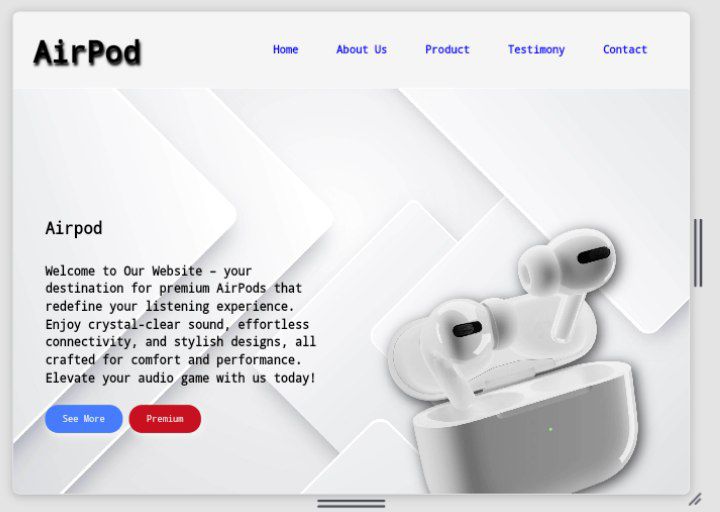 AirPod
Home About Us Product Testimony Contact
Airpod
Welcome to Our Website – your
destination for premium AirPods that
redefine your listening experience.
Enjoy crystal-clear sound, effortless
connectivity, and stylish designs, all
crafted for comfort and performance.
Elevate your audio game with us today!
See More Premium